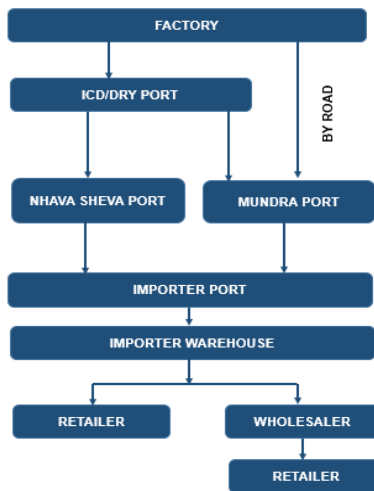 FACTORY
BY ROAD
ICD/DRY PORT
NHAVA SHEVA PORT
MUNDRA PORT
IMPORTER PORT
IMPORTER WAREHOUSE
RETAILER
WHOLESALER
RETAILER